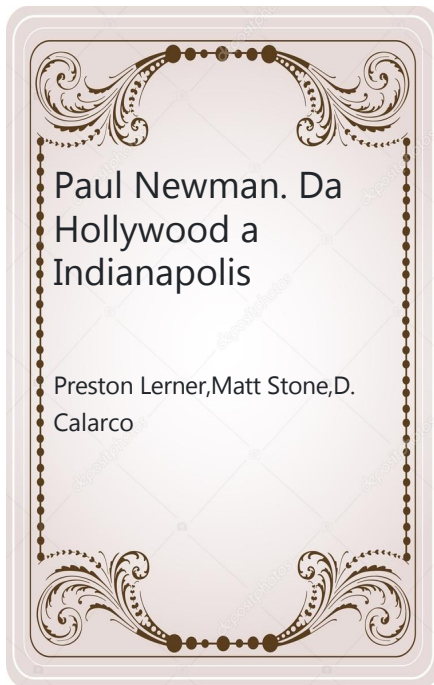 Paul Newman. Da
Hollywood a
Indianapolis
Preston Lerner,Matt Stone,D.
Calarco